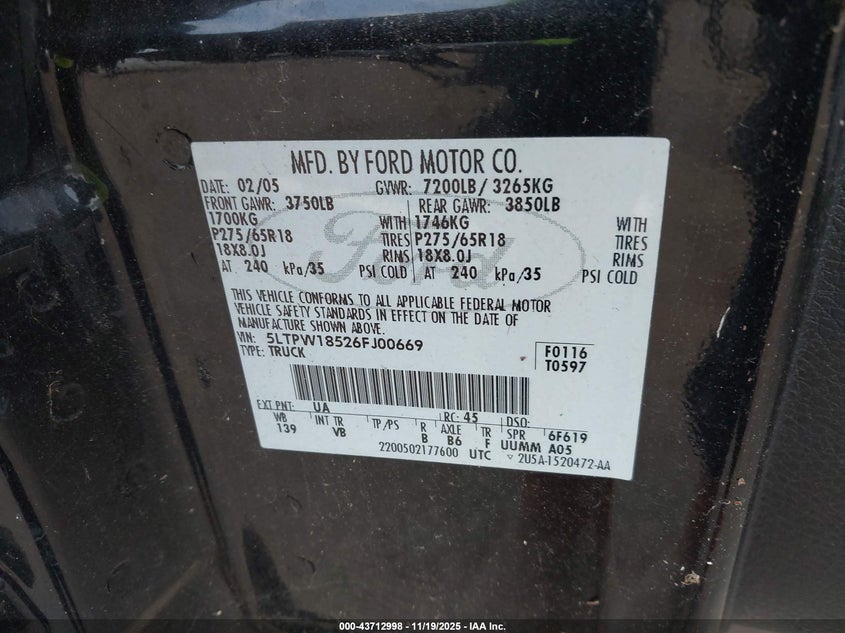 MFD. BY FORD MOTOR CO.
DATE: 02/05 GVWR: 7200LB / 3265KG
FRONT GAWR: 3750LB REAR GAWR: 3850LB
1700KG WITH 1746KG WITH
P275/65R18 TIRES P275/65R18 TIRES
18X8.0J RIMS 18X8.0J RIMS
AT 240 kPa/35 PSI COLD AT 240 kPa/35 PSI COLD
Ford
THIS VEHICLE CONFORMS TO ALL APPLICABLE FEDERAL MOTOR
VEHICLE SAFETY STANDARDS IN EFFECT ON THE DATE OF
MANUFACTURE SHOWN ABOVE.
VIN: 5LTPW18526FJ00669 F0116
TYPE: TRUCK T0597
EXT PNT: UA RC: 45 DSO:
WB INT TR TP/PS R AXLE TR SPR 6F619
139 VB B B6 F UUMM A05
2200502177600 UTC ▽ 2U5A-1520472-AA
000-43712998 - 11/19/2025 - IAA Inc.